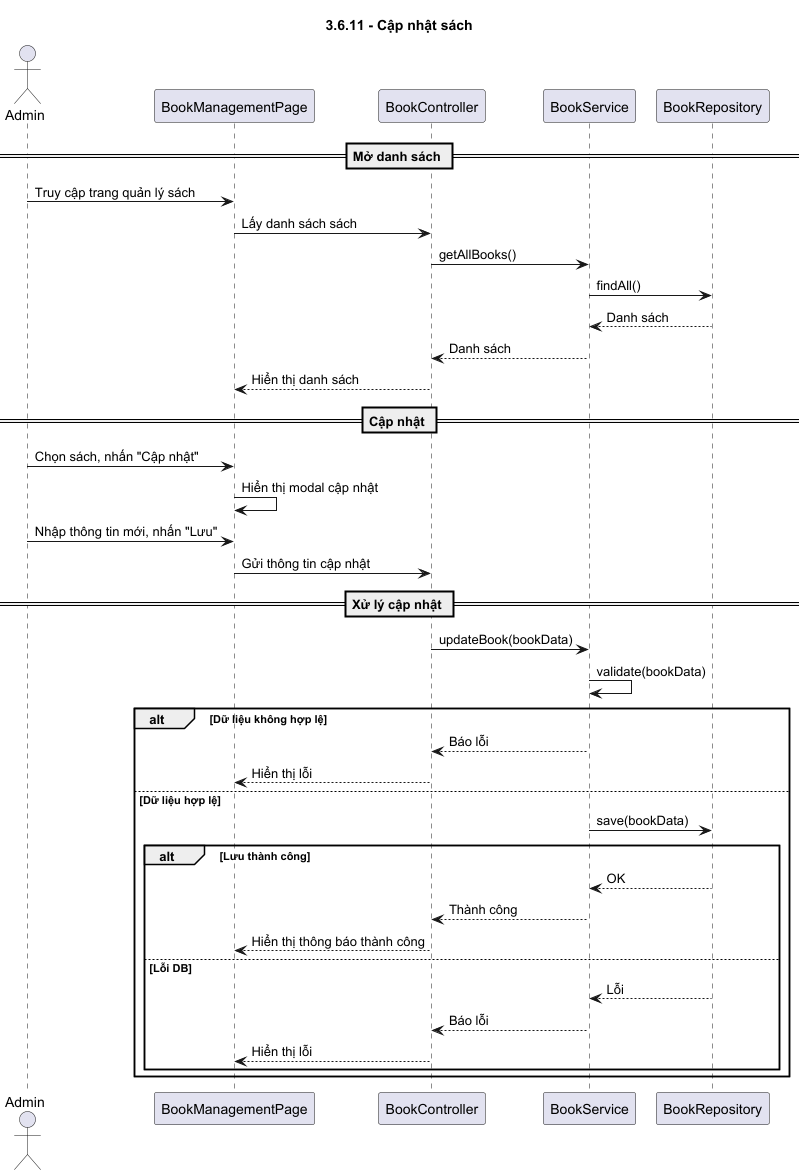 3.6.11 - Cập nhật sách
Admin
BookManagementPage
BookController
BookService
BookRepository
Mở danh sách
Truy cập trang quản lý sách
Lấy danh sách sách
getAllBooks()
findAll()
Danh sách
Danh sách
Hiển thị danh sách
Cập nhật
Chọn sách, nhấn "Cập nhật"
Hiển thị modal cập nhật
Nhập thông tin mới, nhấn "Lưu"
Gửi thông tin cập nhật
Xử lý cập nhật
updateBook(bookData)
validate(bookData)
alt [Dữ liệu không hợp lệ]
Báo lỗi
Hiển thị lỗi
[Dữ liệu hợp lệ]
save(bookData)
alt [Lưu thành công]
OK
Thành công
Hiển thị thông báo thành công
[Lỗi DB]
Lỗi
Báo lỗi
Hiển thị lỗi
Admin
BookManagementPage
BookController
BookService
BookRepository